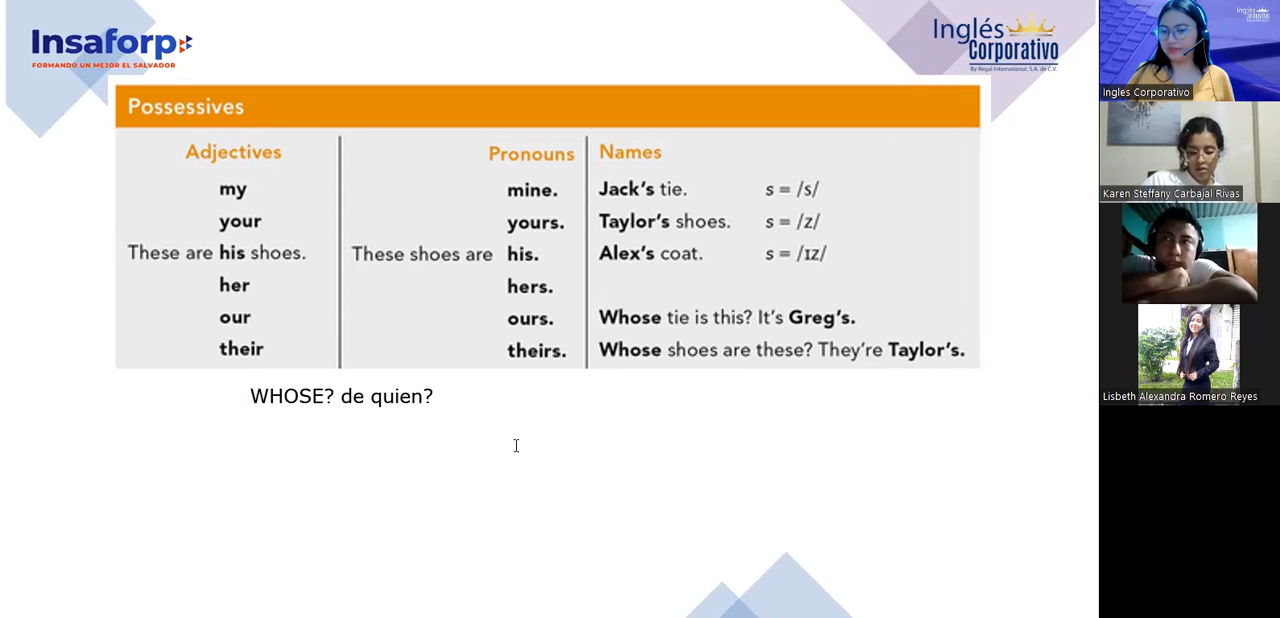 Insaforp
FORMANDO UN MEJOR EL SALVADOR
Inglés
Corporativo
By Regal International, S.A. de C.V.
Possessives
Adjectives
my
your
These are his shoes.
her
our
their
Pronouns
mine.
yours.
These shoes are his.
hers.
ours.
theirs.
Names
Jack's tie. s = /s/
Taylor's shoes. s = /z/
Alex's coat. s = /ɪz/
Whose tie is this? It's Greg's.
Whose shoes are these? They're Taylor's.
WHOSE? de quien?
Inglés
Ingles Corporativo
Karen Steffany Carbajal Rivas
Lisbeth Alexandra Romero Reyes